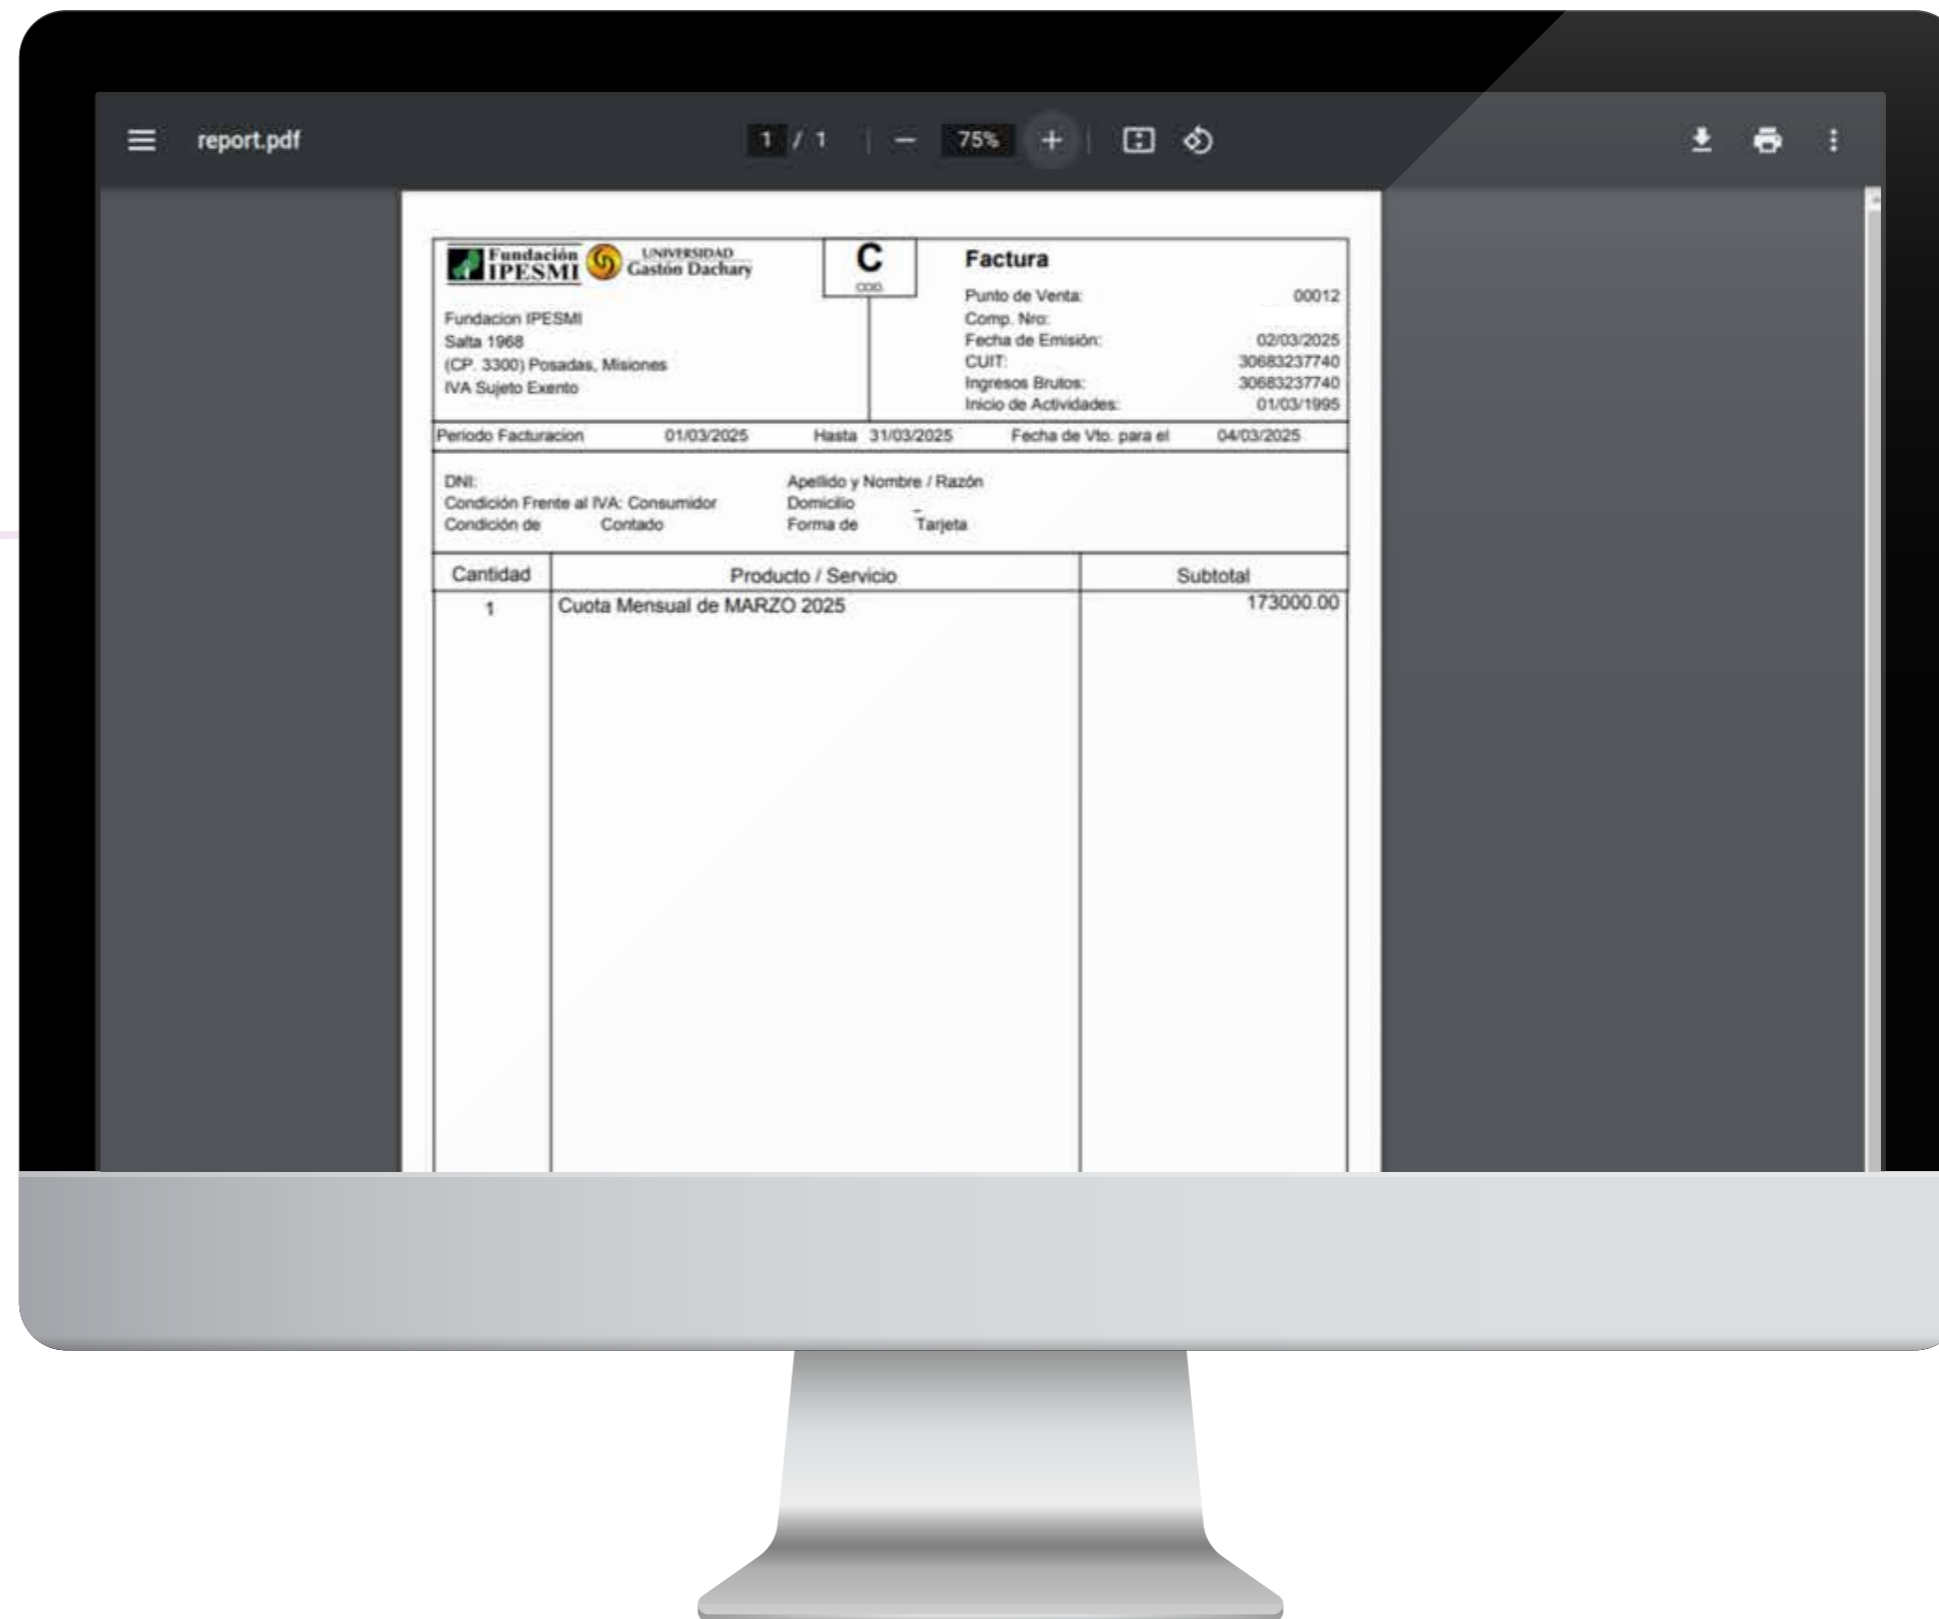 report.pdf
1 / 1
75%
Fundación IPESMI
UNIVERSIDAD Gastón Dachary
C
COD.
Factura
Punto de Venta: 00012
Comp. Nro:
Fecha de Emisión: 02/03/2025
CUIT: 30683237740
Ingresos Brutos: 30683237740
Inicio de Actividades: 01/03/1995
Fundacion IPESMI
Salta 1968
(CP. 3300) Posadas, Misiones
IVA Sujeto Exento
Periodo Facturacion 01/03/2025 Hasta 31/03/2025 Fecha de Vto. para el 04/03/2025
DNI: Apellido y Nombre / Razón
Condición Frente al IVA: Consumidor Domicilio _
Condición de Contado Forma de Tarjeta
Cantidad Producto / Servicio Subtotal
1 Cuota Mensual de MARZO 2025 173000.00